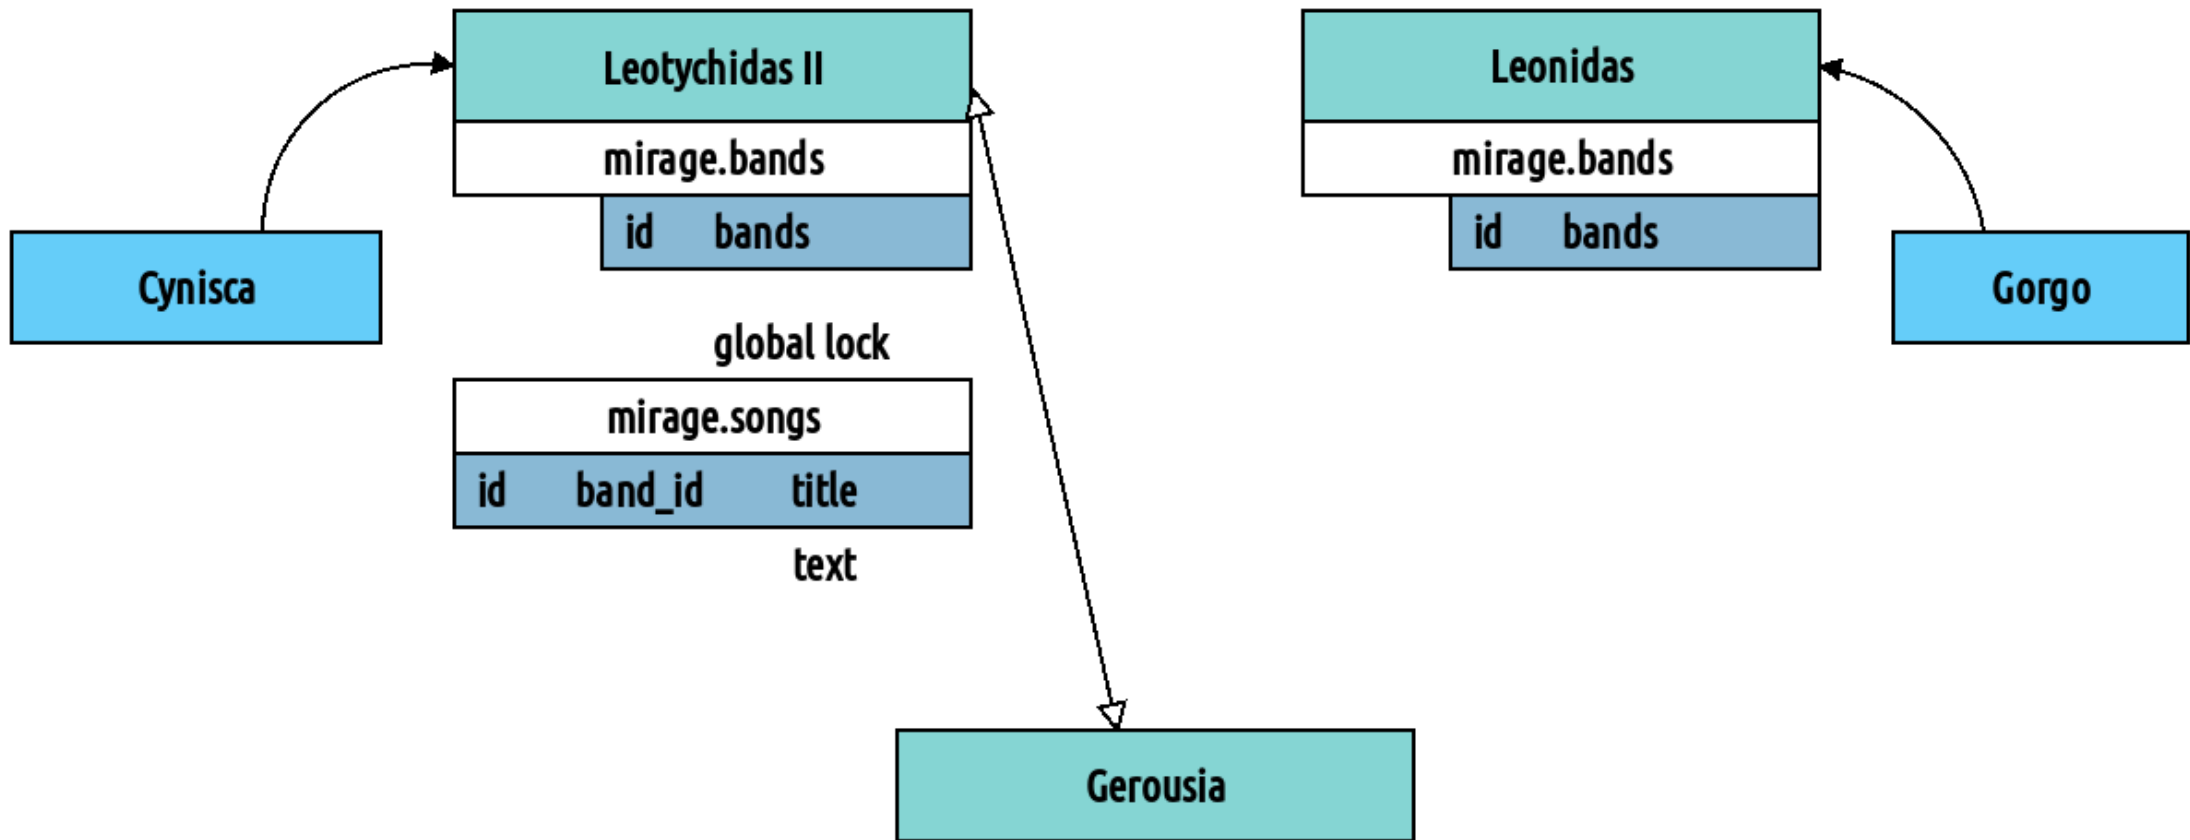 Leotychidas II
mirage.bands
id bands
Leonidas
mirage.bands
id bands
Cynisca
Gorgo
global lock
mirage.songs
id band_id title
text
Gerousia